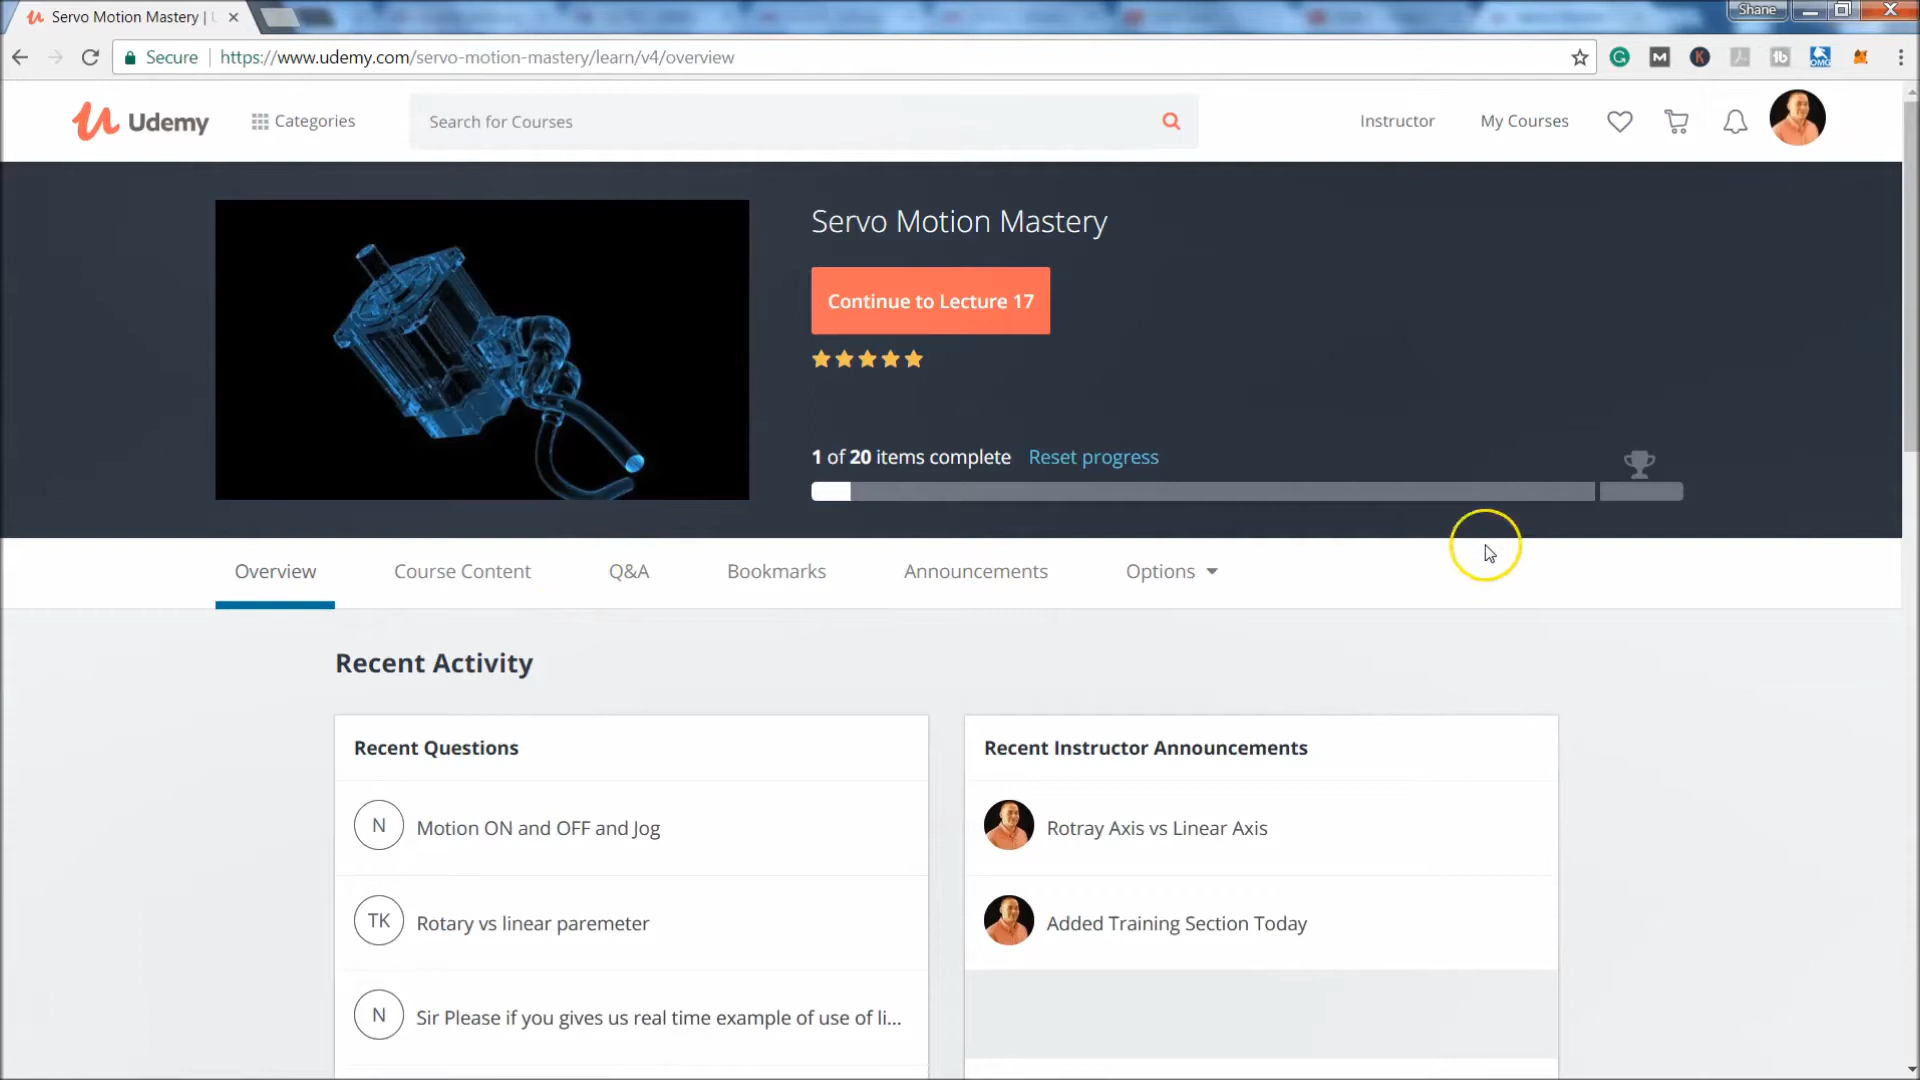 Servo Motion Mastery |
Shane
Secure
https://www.udemy.com/servo-motion-mastery/learn/v4/overview
Udemy
Categories
Search for Courses
Instructor
My Courses
Servo Motion Mastery
Continue to Lecture 17
1 of 20 items complete
Reset progress
Overview
Course Content
Q&A
Bookmarks
Announcements
Options
Recent Activity
Recent Questions
N
Motion ON and OFF and Jog
TK
Rotary vs linear paremeter
N
Sir Please if you gives us real time example of use of li...
Recent Instructor Announcements
Rotray Axis vs Linear Axis
Added Training Section Today